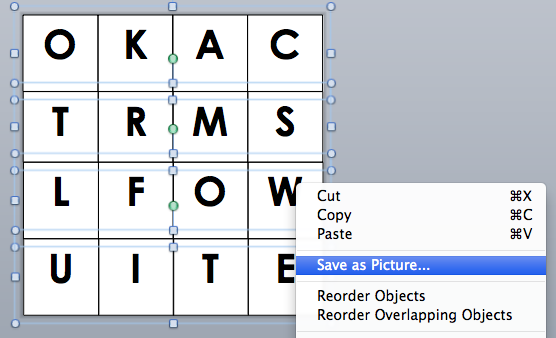 O K A C
T R M S
L F O W
U I T E
Cut ⌘X
Copy ⌘C
Paste ⌘V
Save as Picture...
Reorder Objects
Reorder Overlapping Objects